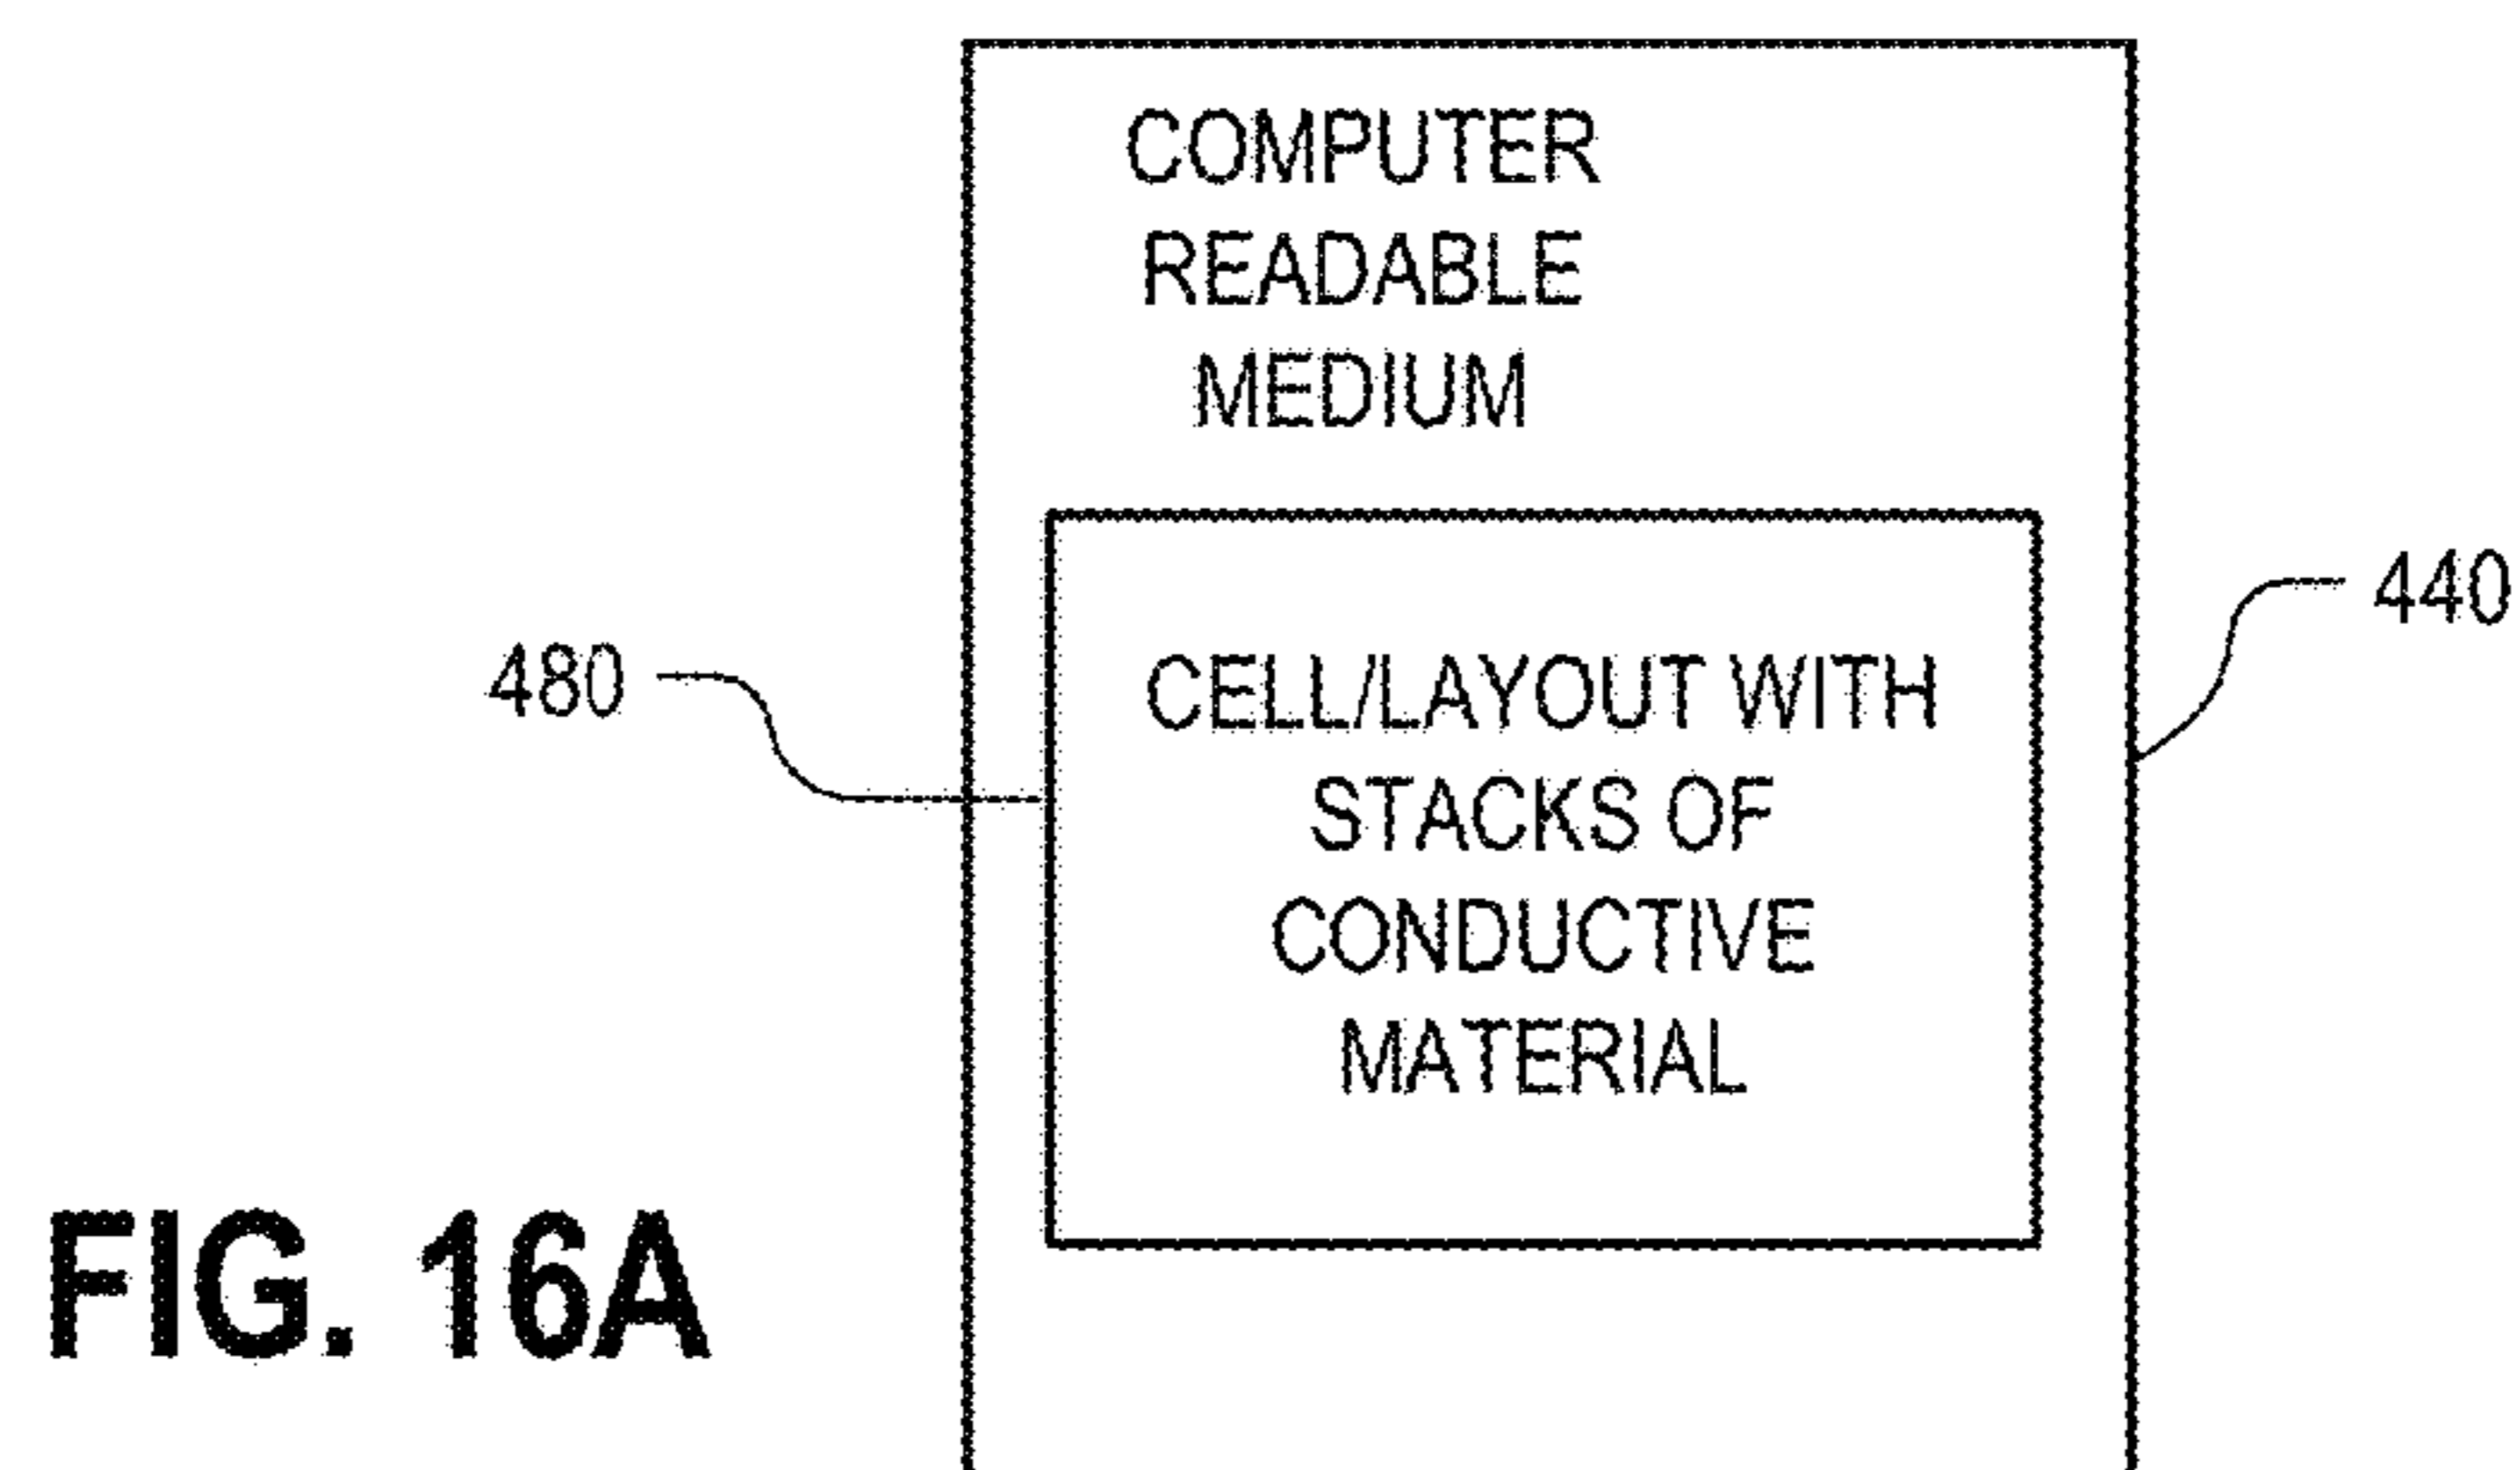 COMPUTER
READABLE
MEDIUM
440
480
CELL/LAYOUT WITH
STACKS OF
CONDUCTIVE
MATERIAL
FIG. 16A